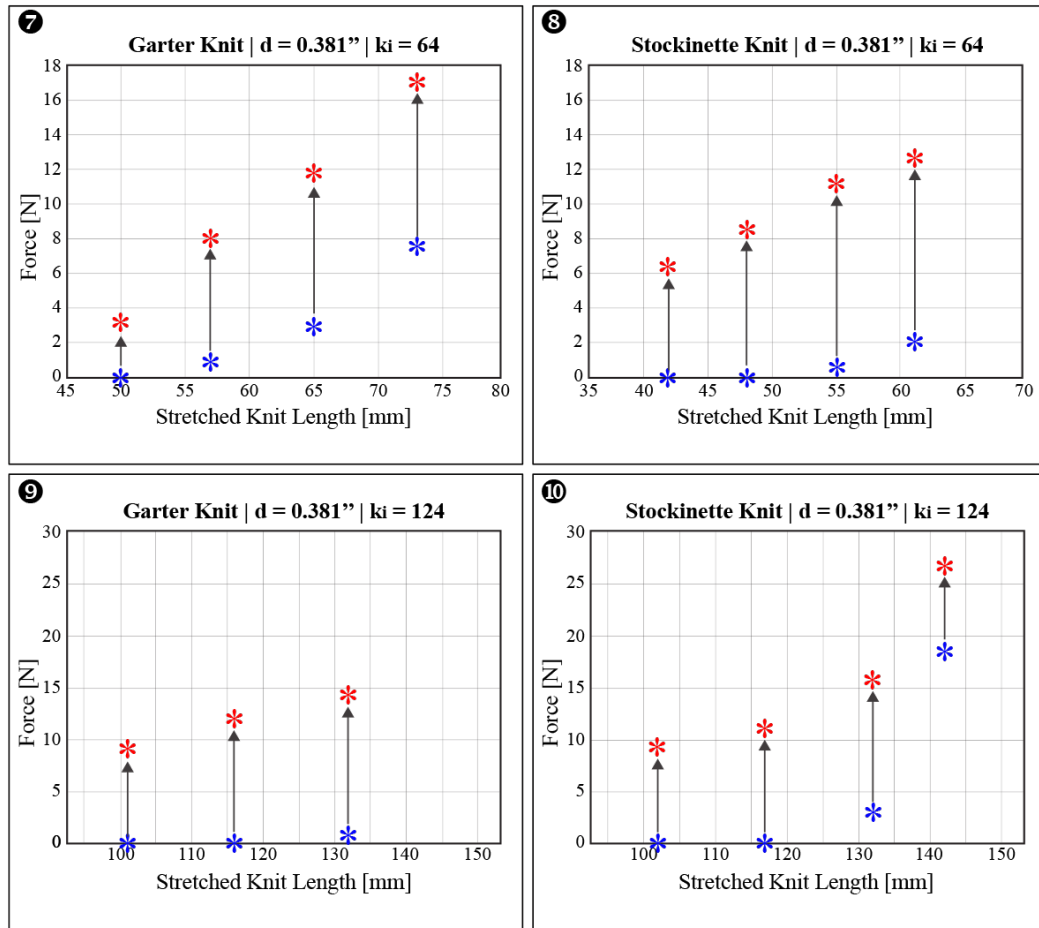 ❼
Garter Knit | d = 0.381” | ki = 64
18
16
14
12
10
8
6
4
2
0
Force [N]
45 50 55 60 65 70 75 80
Stretched Knit Length [mm]
❽
Stockinette Knit | d = 0.381” | ki = 64
18
16
14
12
10
8
6
4
2
0
Force [N]
35 40 45 50 55 60 65 70
Stretched Knit Length [mm]
❾
Garter Knit | d = 0.381” | ki = 124
30
25
20
15
10
5
0
Force [N]
100 110 120 130 140 150
Stretched Knit Length [mm]
❿
Stockinette Knit | d = 0.381” | ki = 124
30
25
20
15
10
5
0
Force [N]
100 110 120 130 140 150
Stretched Knit Length [mm]